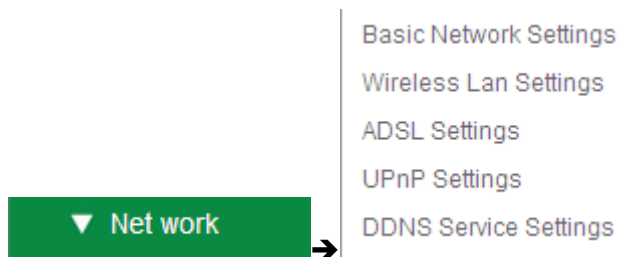 Basic Network Settings
Wireless Lan Settings
ADSL Settings
UPnP Settings
▼ Net work ➔ DDNS Service Settings